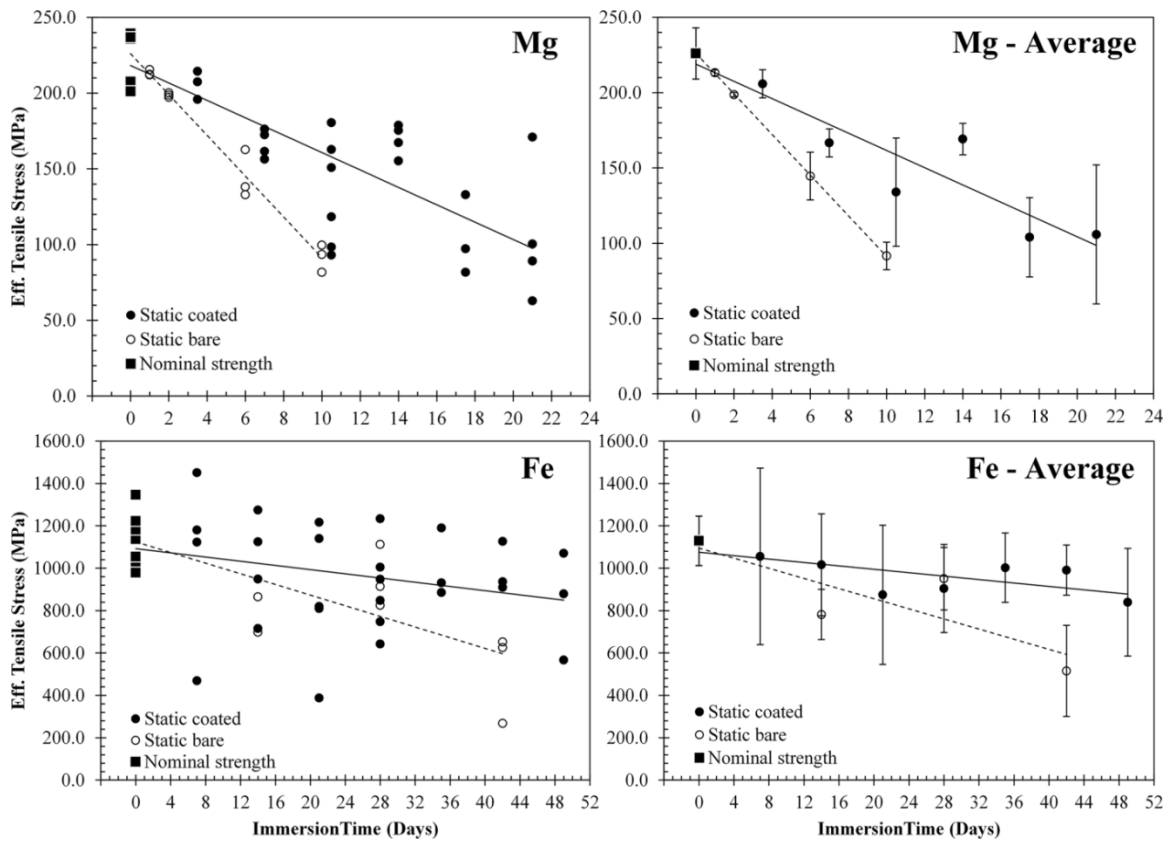 Mg
250.0
200.0
150.0
100.0
50.0
0.0
Eff. Tensile Stress (MPa)
Static coated
Static bare
Nominal strength
0 2 4 6 8 10 12 14 16 18 20 22 24
Mg - Average
250.0
200.0
150.0
100.0
50.0
0.0
Static coated
Static bare
Nominal strength
0 2 4 6 8 10 12 14 16 18 20 22 24
Fe
1600.0
1400.0
1200.0
1000.0
800.0
600.0
400.0
200.0
0.0
Eff. Tensile Stress (MPa)
Static coated
Static bare
Nominal strength
0 4 8 12 16 20 24 28 32 36 40 44 48 52
ImmersionTime (Days)
Fe - Average
1600.0
1400.0
1200.0
1000.0
800.0
600.0
400.0
200.0
0.0
Static coated
Static bare
Nominal strength
0 4 8 12 16 20 24 28 32 36 40 44 48 52
ImmersionTime (Days)